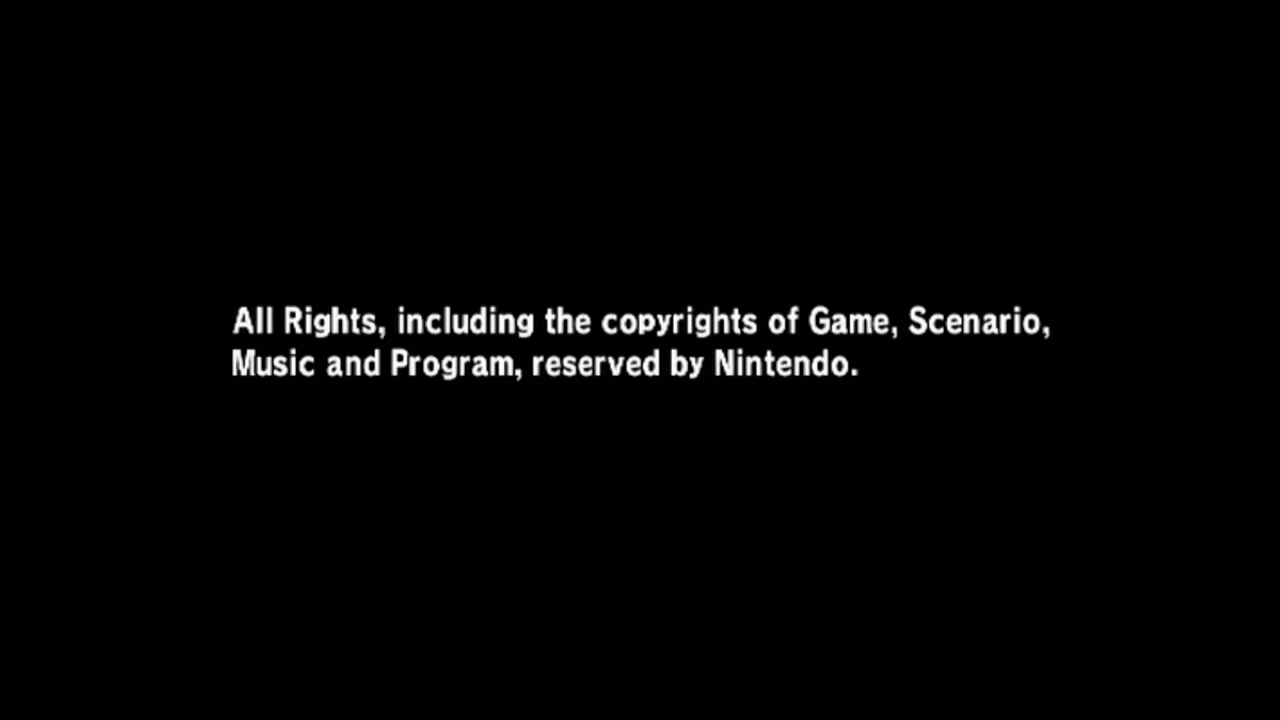 All Rights, including the copyrights of Game, Scenario,
Music and Program, reserved by Nintendo.